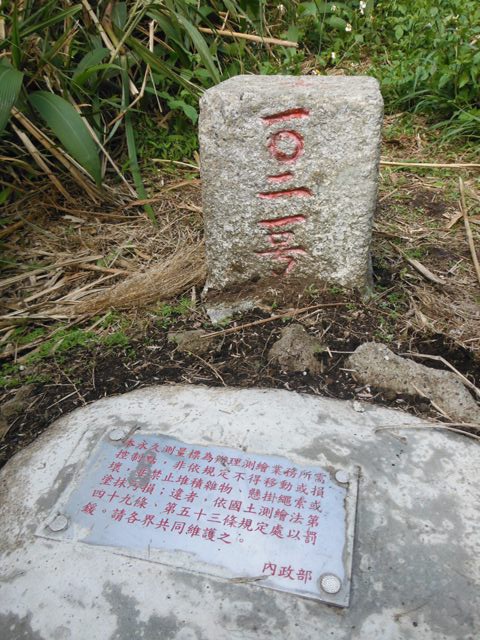 一〇二一号
本永久測量標為辦理測繪業務所需
控制點，非依規定不得移動或損
壞，並禁止堆積雜物、懸掛繩索或
塗抹污損；違者，依國土測繪法第
四十九條、第五十三條規定處以罰
鍰。請各界共同維護之。
內政部